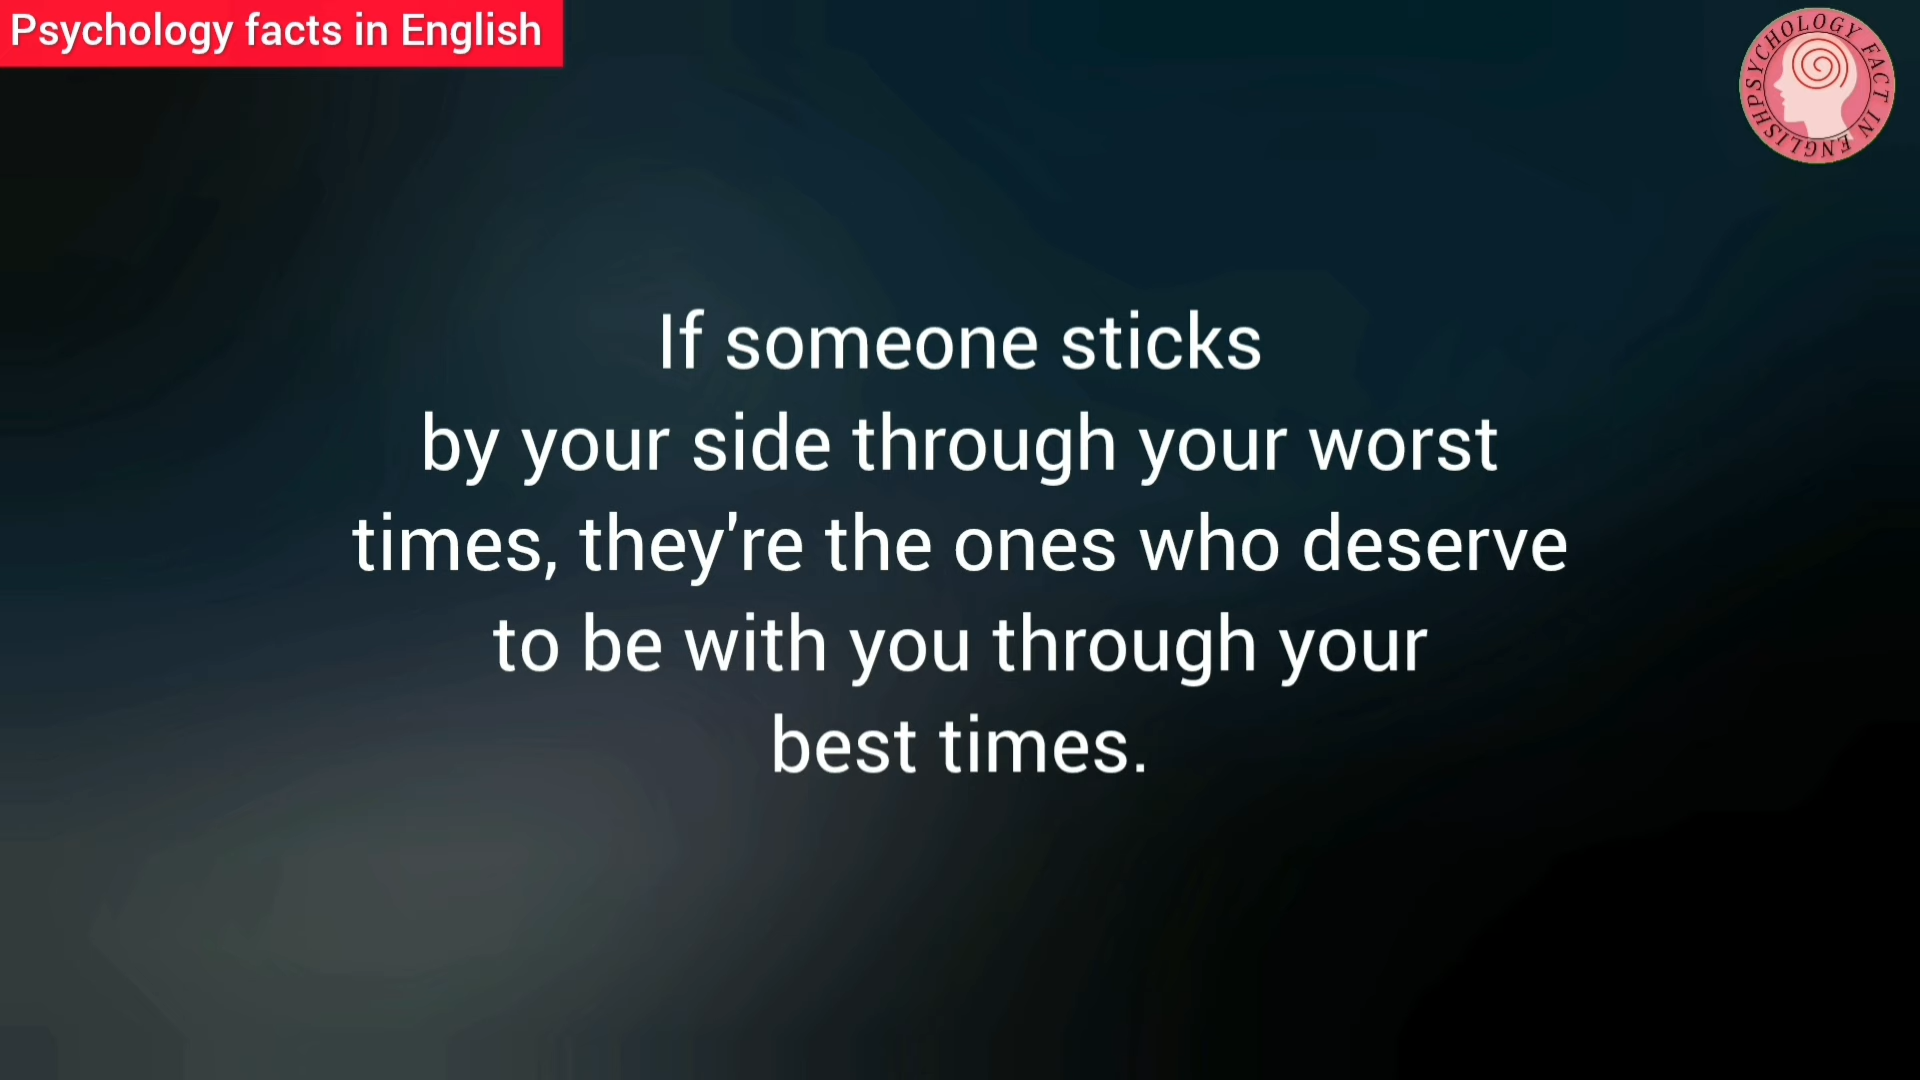 Psychology facts in English
PSYCHOLOGY FACT IN ENGLISH
If someone sticks
by your side through your worst
times, they're the ones who deserve
to be with you through your
best times.